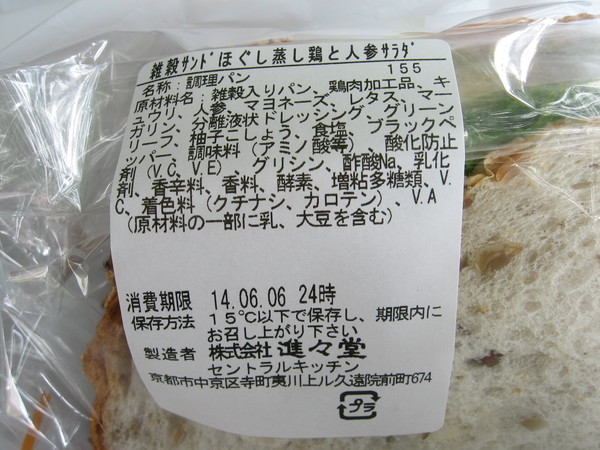 雑穀ｻﾝﾄﾞほぐし蒸し鶏と人参ｻﾗﾀﾞ
155
名称：調理パン
原材料名：雑穀入りパン、鶏肉加工品、キ
ュウリ、人参、マヨネーズ、レタス、マー
ガリン、分離液状ドレッシング、グリーン
リーフ、柚子こしょう、食塩、ブラックペ
ッパー、調味料（アミノ酸等）、酸化防止
剤（V.C、V.E）、グリシン、酢酸Na、乳化
剤、香辛料、香料、酵素、増粘多糖類、V.
C、着色料（クチナシ、カロテン）、V.A
（原材料の一部に乳、大豆を含む）
消費期限 14.06.06 24時
保存方法 15℃以下で保存し、期限内に
お召し上がり下さい
製造者 株式会社 進々堂
セントラルキッチン
京都市中京区寺町夷川上ル久遠院前町674
プラ